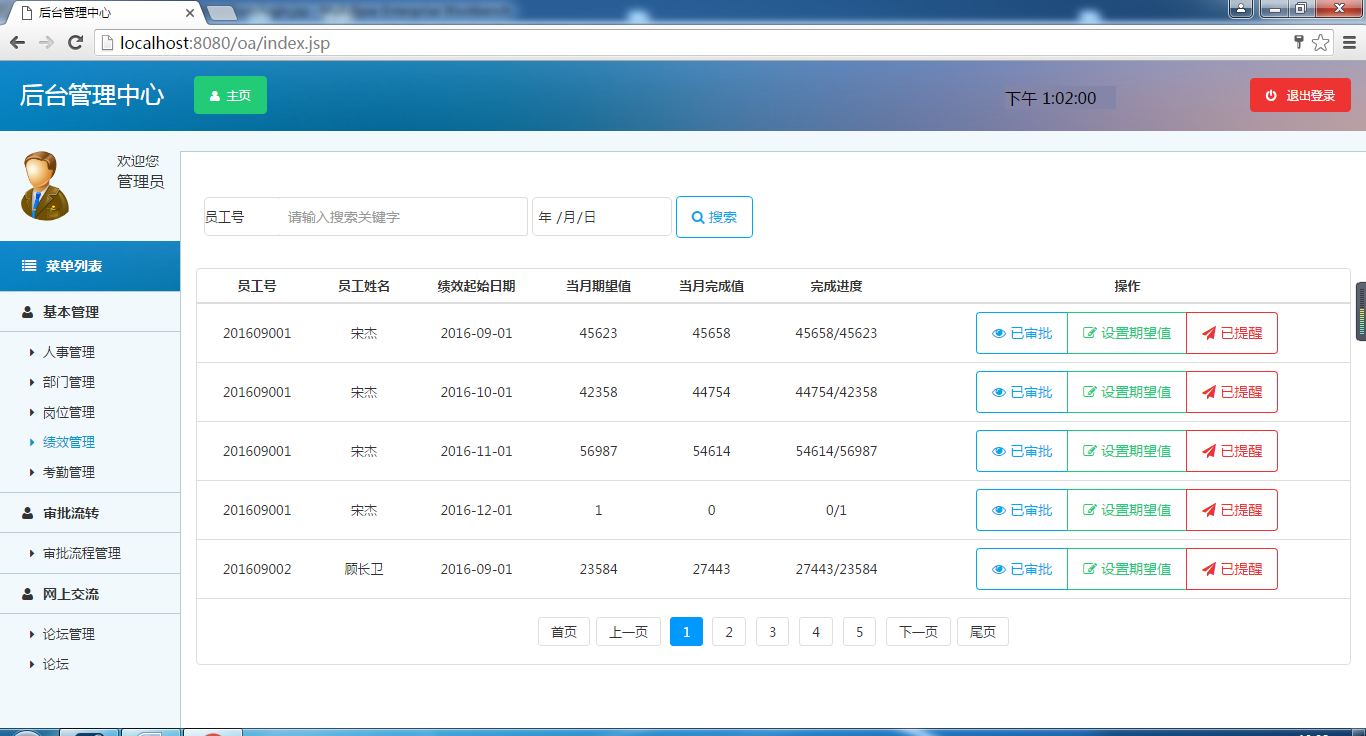 后台管理中心
localhost:8080/oa/index.jsp
后台管理中心 主页 下午 1:02:00 退出登录
欢迎您
管理员
菜单列表
基本管理
人事管理
部门管理
岗位管理
绩效管理
考勤管理
审批流转
审批流程管理
网上交流
论坛管理
论坛
员工号 请输入搜索关键字 年 /月/日 搜索
员工号 员工姓名 绩效起始日期 当月期望值 当月完成值 完成进度 操作
201609001 宋杰 2016-09-01 45623 45658 45658/45623 已审批 设置期望值 已提醒
201609001 宋杰 2016-10-01 42358 44754 44754/42358 已审批 设置期望值 已提醒
201609001 宋杰 2016-11-01 56987 54614 54614/56987 已审批 设置期望值 已提醒
201609001 宋杰 2016-12-01 1 0 0/1 已审批 设置期望值 已提醒
201609002 顾长卫 2016-09-01 23584 27443 27443/23584 已审批 设置期望值 已提醒
首页 上一页 1 2 3 4 5 下一页 尾页